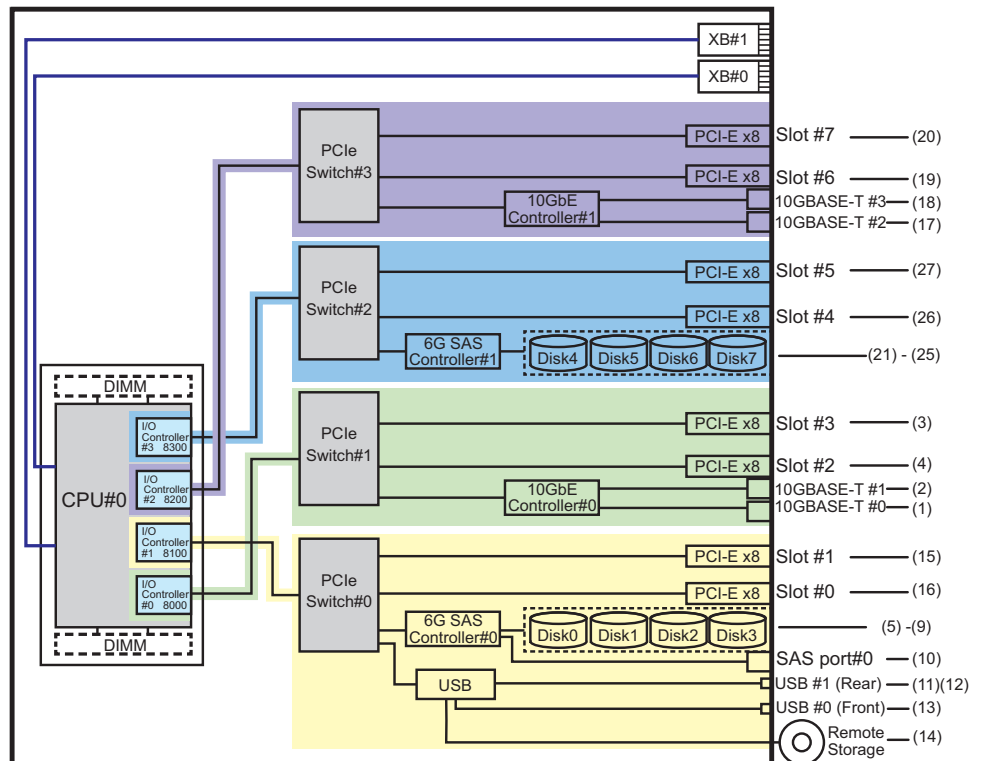 XB#1
XB#0
PCIe
Switch#3
PCI-E x8
Slot #7
(20)
PCI-E x8
Slot #6
(19)
10GbE
Controller#1
10GBASE-T #3
(18)
10GBASE-T #2
(17)
PCIe
Switch#2
PCI-E x8
Slot #5
(27)
PCI-E x8
Slot #4
(26)
6G SAS
Controller#1
Disk4
Disk5
Disk6
Disk7
(21) - (25)
DIMM
CPU#0
I/O
Controller
#3 8300
I/O
Controller
#2 8200
I/O
Controller
#1 8100
I/O
Controller
#0 8000
DIMM
PCIe
Switch#1
PCI-E x8
Slot #3
(3)
PCI-E x8
Slot #2
(4)
10GbE
Controller#0
10GBASE-T #1
(2)
10GBASE-T #0
(1)
PCIe
Switch#0
PCI-E x8
Slot #1
(15)
PCI-E x8
Slot #0
(16)
6G SAS
Controller#0
Disk0
Disk1
Disk2
Disk3
(5) -(9)
SAS port#0
(10)
USB
USB #1 (Rear)
(11)(12)
USB #0 (Front)
(13)
Remote
Storage
(14)